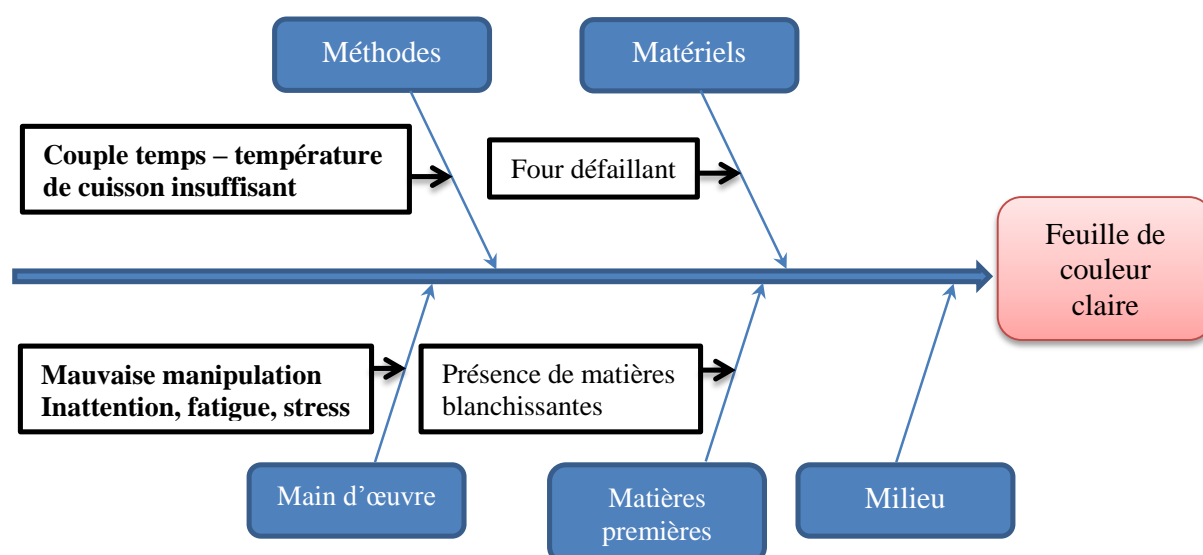 Méthodes
Matériels
Couple temps – température
de cuisson insuffisant
Four défaillant
Feuille de
couleur
claire
Mauvaise manipulation
Inattention, fatigue, stress
Présence de matières
blanchissantes
Main d’œuvre
Matières
premières
Milieu